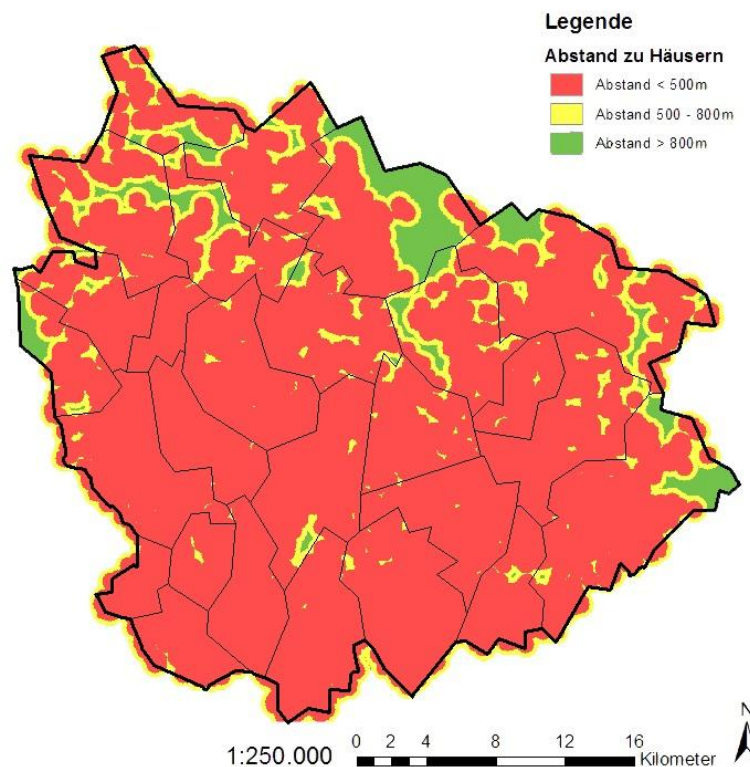 Legende
Abstand zu Häusern
Abstand < 500m
Abstand 500 - 800m
Abstand > 800m
N
1:250.000
0 2 4 8 12 16
Kilometer